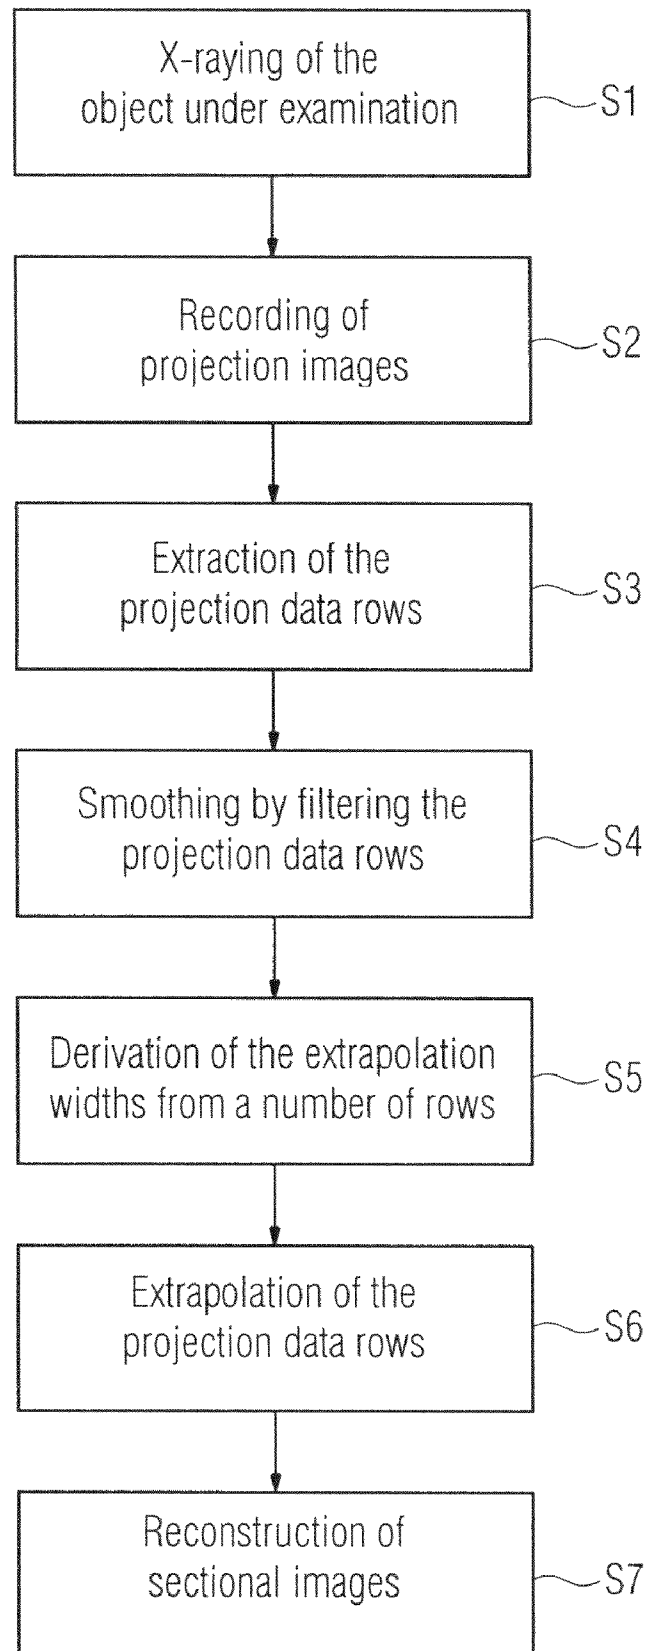 X-raying of the
object under examination
S1
Recording of
projection images
S2
Extraction of the
projection data rows
S3
Smoothing by filtering the
projection data rows
S4
Derivation of the extrapolation
widths from a number of rows
S5
Extrapolation of the
projection data rows
S6
Reconstruction of
sectional images
S7